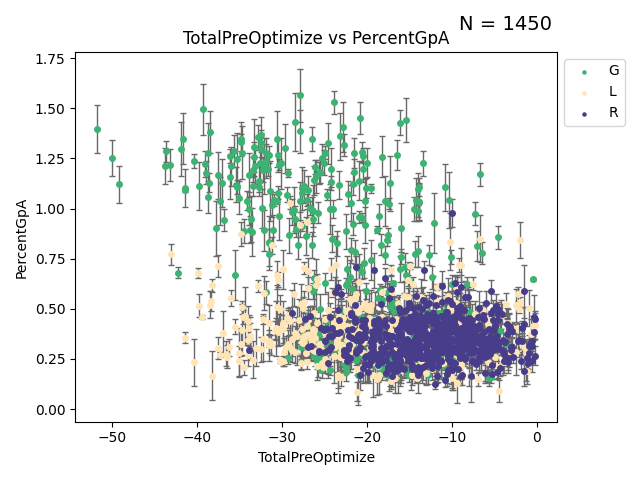 N = 1450
TotalPreOptimize vs PercentGpA
1.75
1.50
1.25
1.00
0.75
0.50
0.25
0.00
PercentGpA
−50
−40
−30
−20
−10
0
TotalPreOptimize
G
L
R